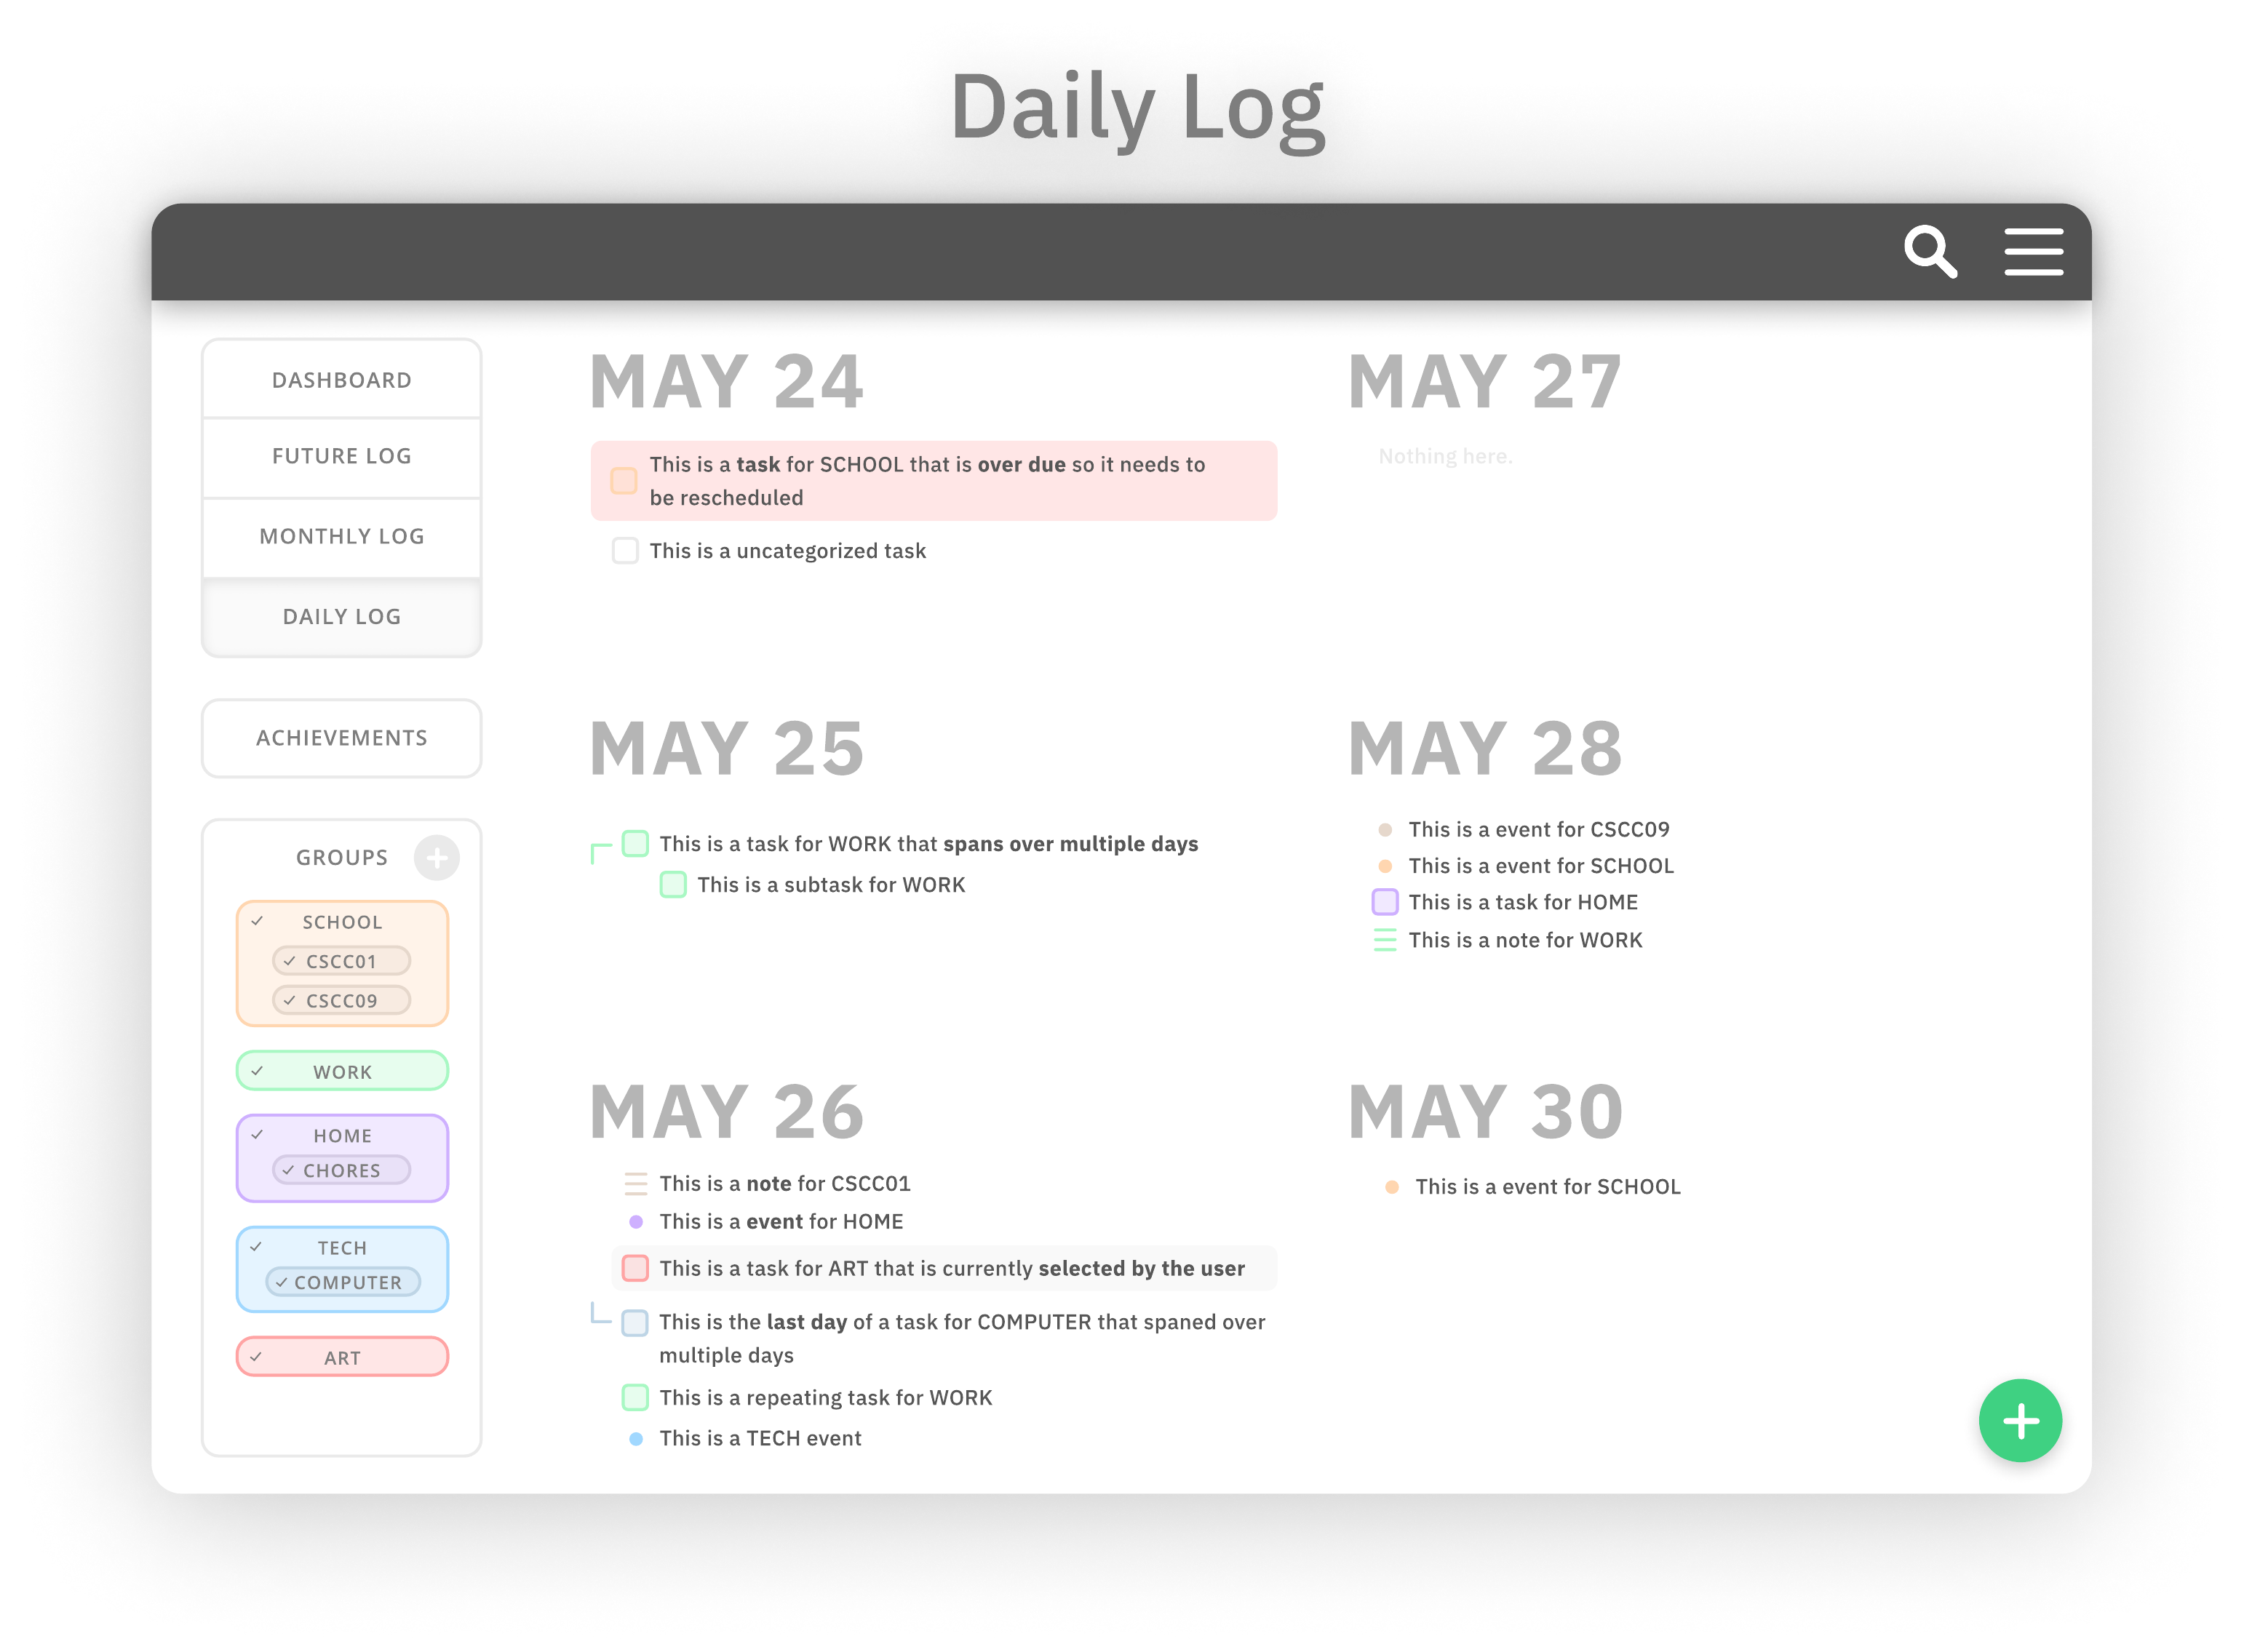 Daily Log
DASHBOARD
FUTURE LOG
MONTHLY LOG
DAILY LOG
ACHIEVEMENTS
GROUPS
SCHOOL
CSCC01
CSCC09
WORK
HOME
CHORES
TECH
COMPUTER
ART
MAY 24
This is a task for SCHOOL that is over due so it needs to
be rescheduled
This is a uncategorized task
MAY 25
This is a task for WORK that spans over multiple days
This is a subtask for WORK
MAY 26
This is a note for CSCC01
This is a event for HOME
This is a task for ART that is currently selected by the user
This is the last day of a task for COMPUTER that spaned over
multiple days
This is a repeating task for WORK
This is a TECH event
MAY 27
Nothing here.
MAY 28
This is a event for CSCC09
This is a event for SCHOOL
This is a task for HOME
This is a note for WORK
MAY 30
This is a event for SCHOOL